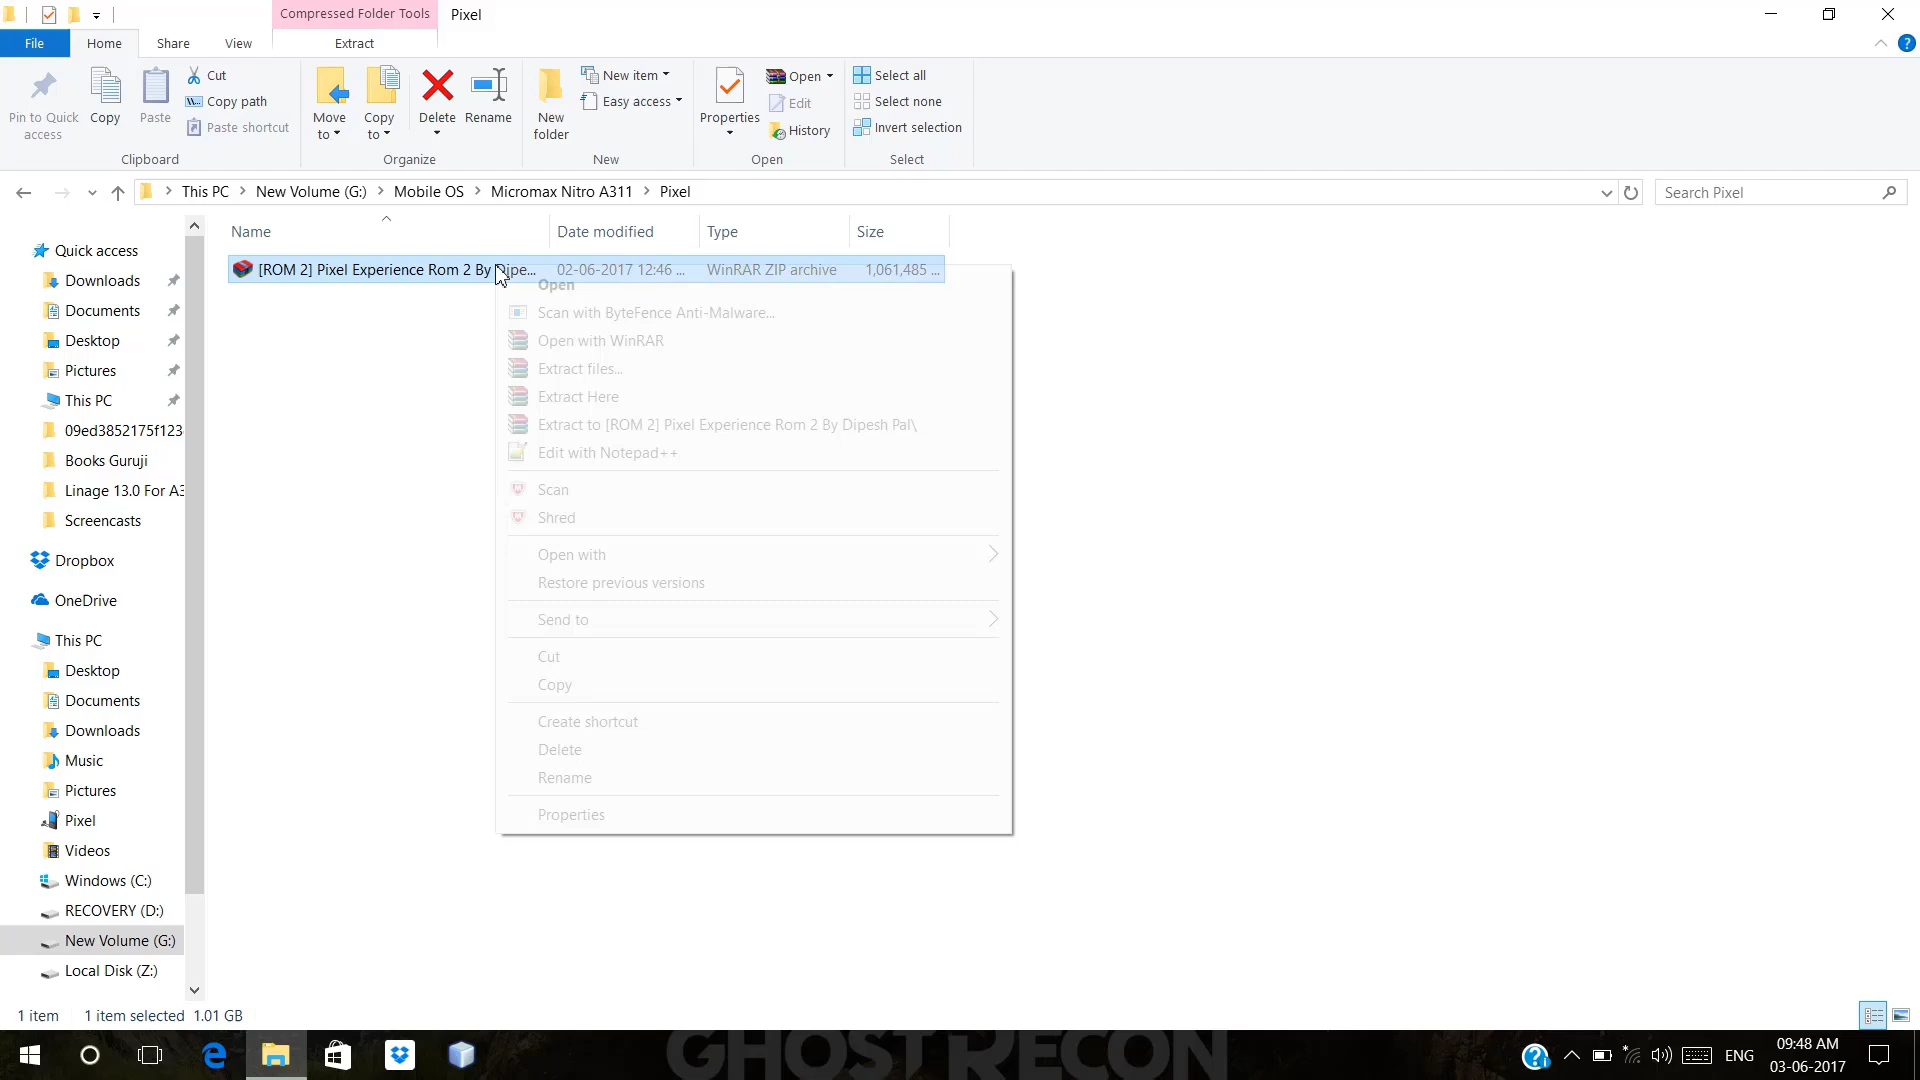 Compressed Folder Tools
Pixel
File
Home
Share
View
Extract
Pin to Quick access
Copy
Paste
Cut
Copy path
Paste shortcut
Clipboard
Move to
Copy to
Delete
Rename
Organize
New folder
New item
Easy access
New
Properties
Open
Edit
History
Open
Select all
Select none
Invert selection
Select
This PC > New Volume (G:) > Mobile OS > Micromax Nitro A311 > Pixel
Search Pixel
Name
Date modified
Type
Size
[ROM 2] Pixel Experience Rom 2 By Dipe...
02-06-2017 12:46 ...
WinRAR ZIP archive
1,061,485 ...
Open
Scan with ByteFence Anti-Malware...
Open with WinRAR
Extract files...
Extract Here
Extract to [ROM 2] Pixel Experience Rom 2 By Dipesh Pal\
Edit with Notepad++
Scan
Shred
Open with
Restore previous versions
Send to
Cut
Copy
Create shortcut
Delete
Rename
Properties
Quick access
Downloads
Documents
Desktop
Pictures
This PC
09ed3852175f123
Books Guruji
Linage 13.0 For A3
Screencasts
Dropbox
OneDrive
This PC
Desktop
Documents
Downloads
Music
Pictures
Pixel
Videos
Windows (C:)
RECOVERY (D:)
New Volume (G:)
Local Disk (Z:)
1 item
1 item selected 1.01 GB
GHOST RECON
ENG
09:48 AM
03-06-2017